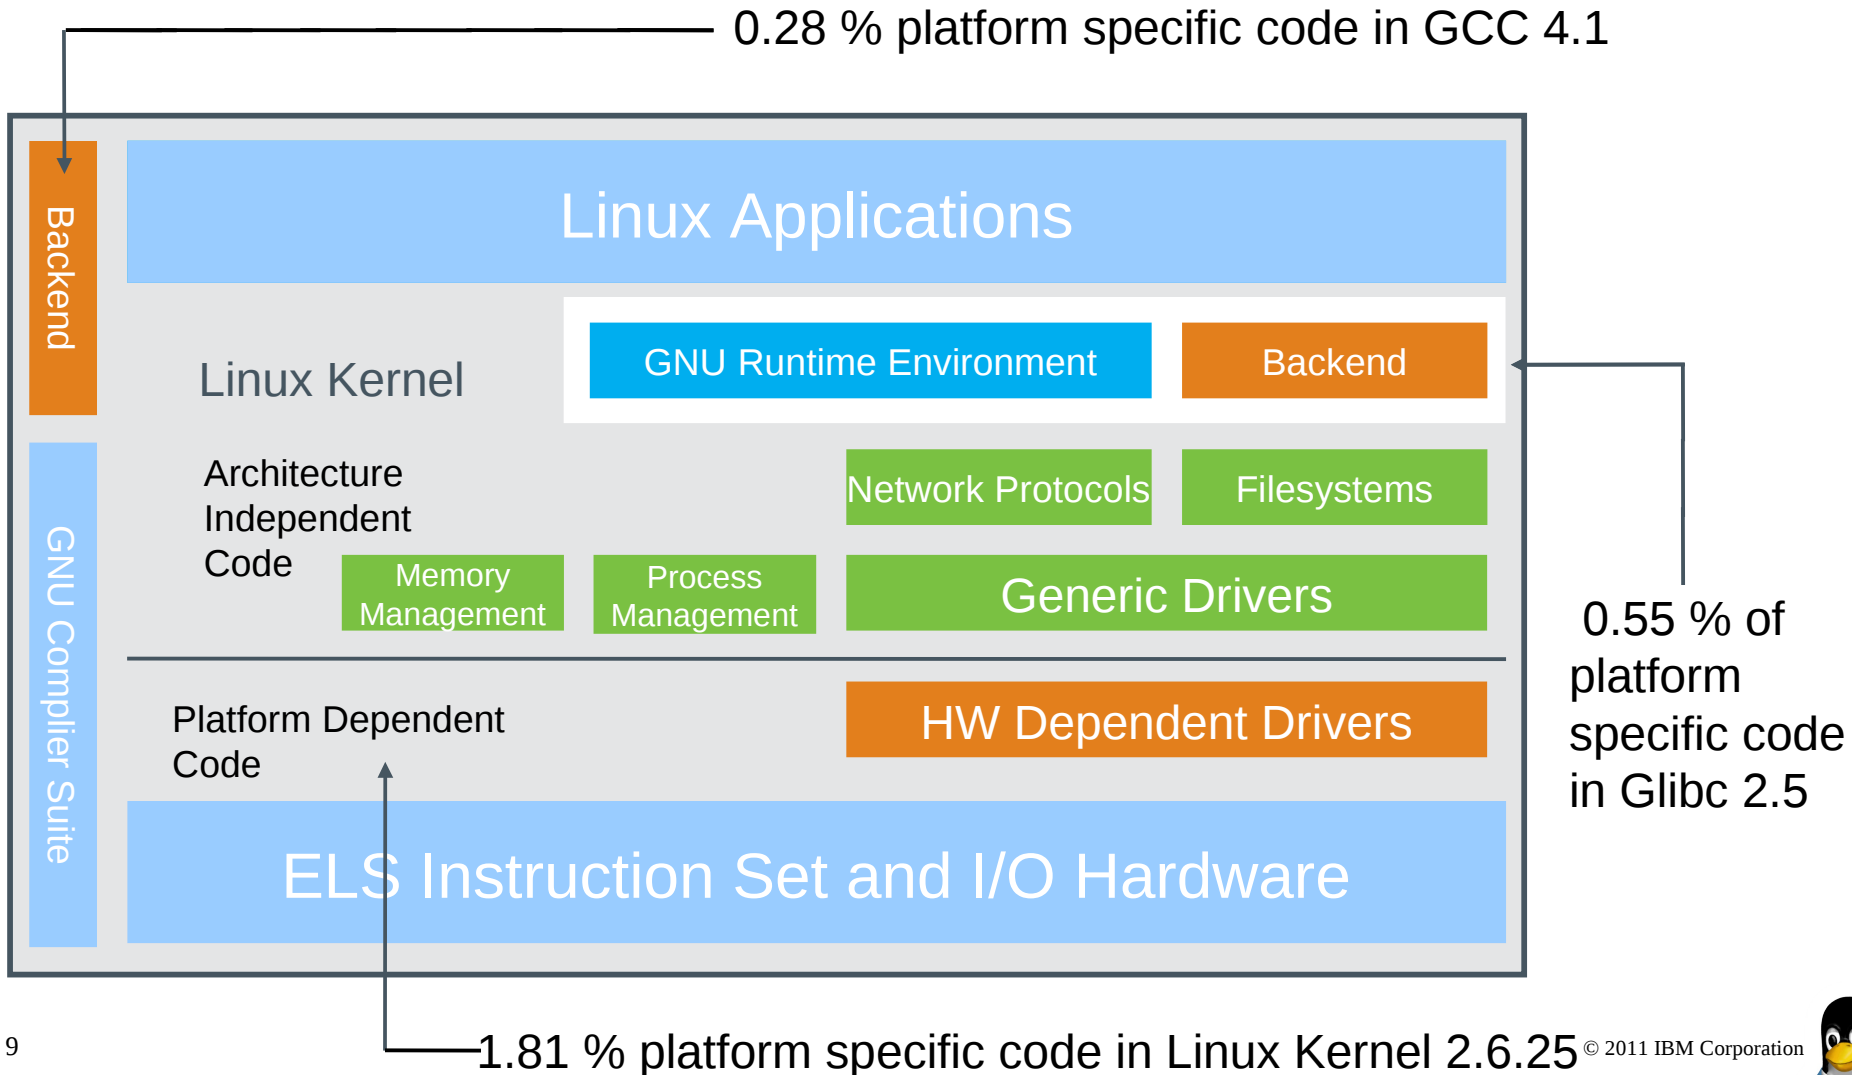 0.28 % platform specific code in GCC 4.1
Backend
Linux Applications
Linux Kernel
GNU Runtime Environment
Backend
Architecture
Independent
Code
Network Protocols
Filesystems
Memory
Management
Process
Management
Generic Drivers
GNU Complier Suite
Platform Dependent
Code
HW Dependent Drivers
0.55 % of
platform
specific code
in Glibc 2.5
ELS Instruction Set and I/O Hardware
9
1.81 % platform specific code in Linux Kernel 2.6.25
© 2011 IBM Corporation